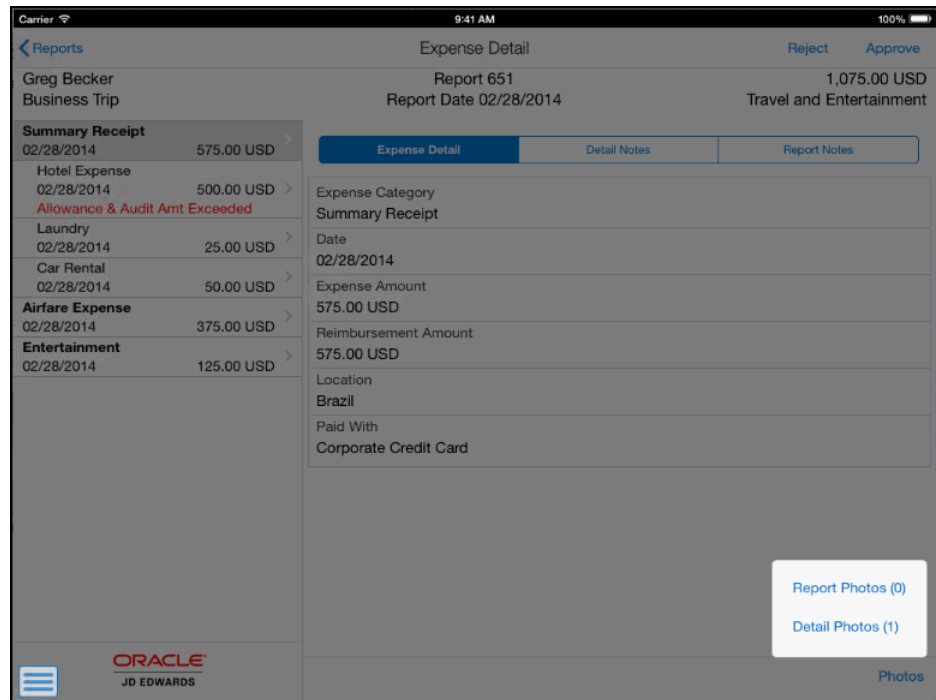 Carrier 9:41 AM 100%
Reports Expense Detail Reject Approve
Greg Becker Report 651 1,075.00 USD
Business Trip Report Date 02/28/2014 Travel and Entertainment
Summary Receipt
02/28/2014 575.00 USD
Hotel Expense
02/28/2014 500.00 USD
Allowance & Audit Amt Exceeded
Laundry
02/28/2014 25.00 USD
Car Rental
02/28/2014 50.00 USD
Airfare Expense
02/28/2014 375.00 USD
Entertainment
02/28/2014 125.00 USD
Expense Detail Detail Notes Report Notes
Expense Category
Summary Receipt
Date
02/28/2014
Expense Amount
575.00 USD
Reimbursement Amount
575.00 USD
Location
Brazil
Paid With
Corporate Credit Card
Report Photos (0)
Detail Photos (1)
ORACLE
JD EDWARDS
Photos